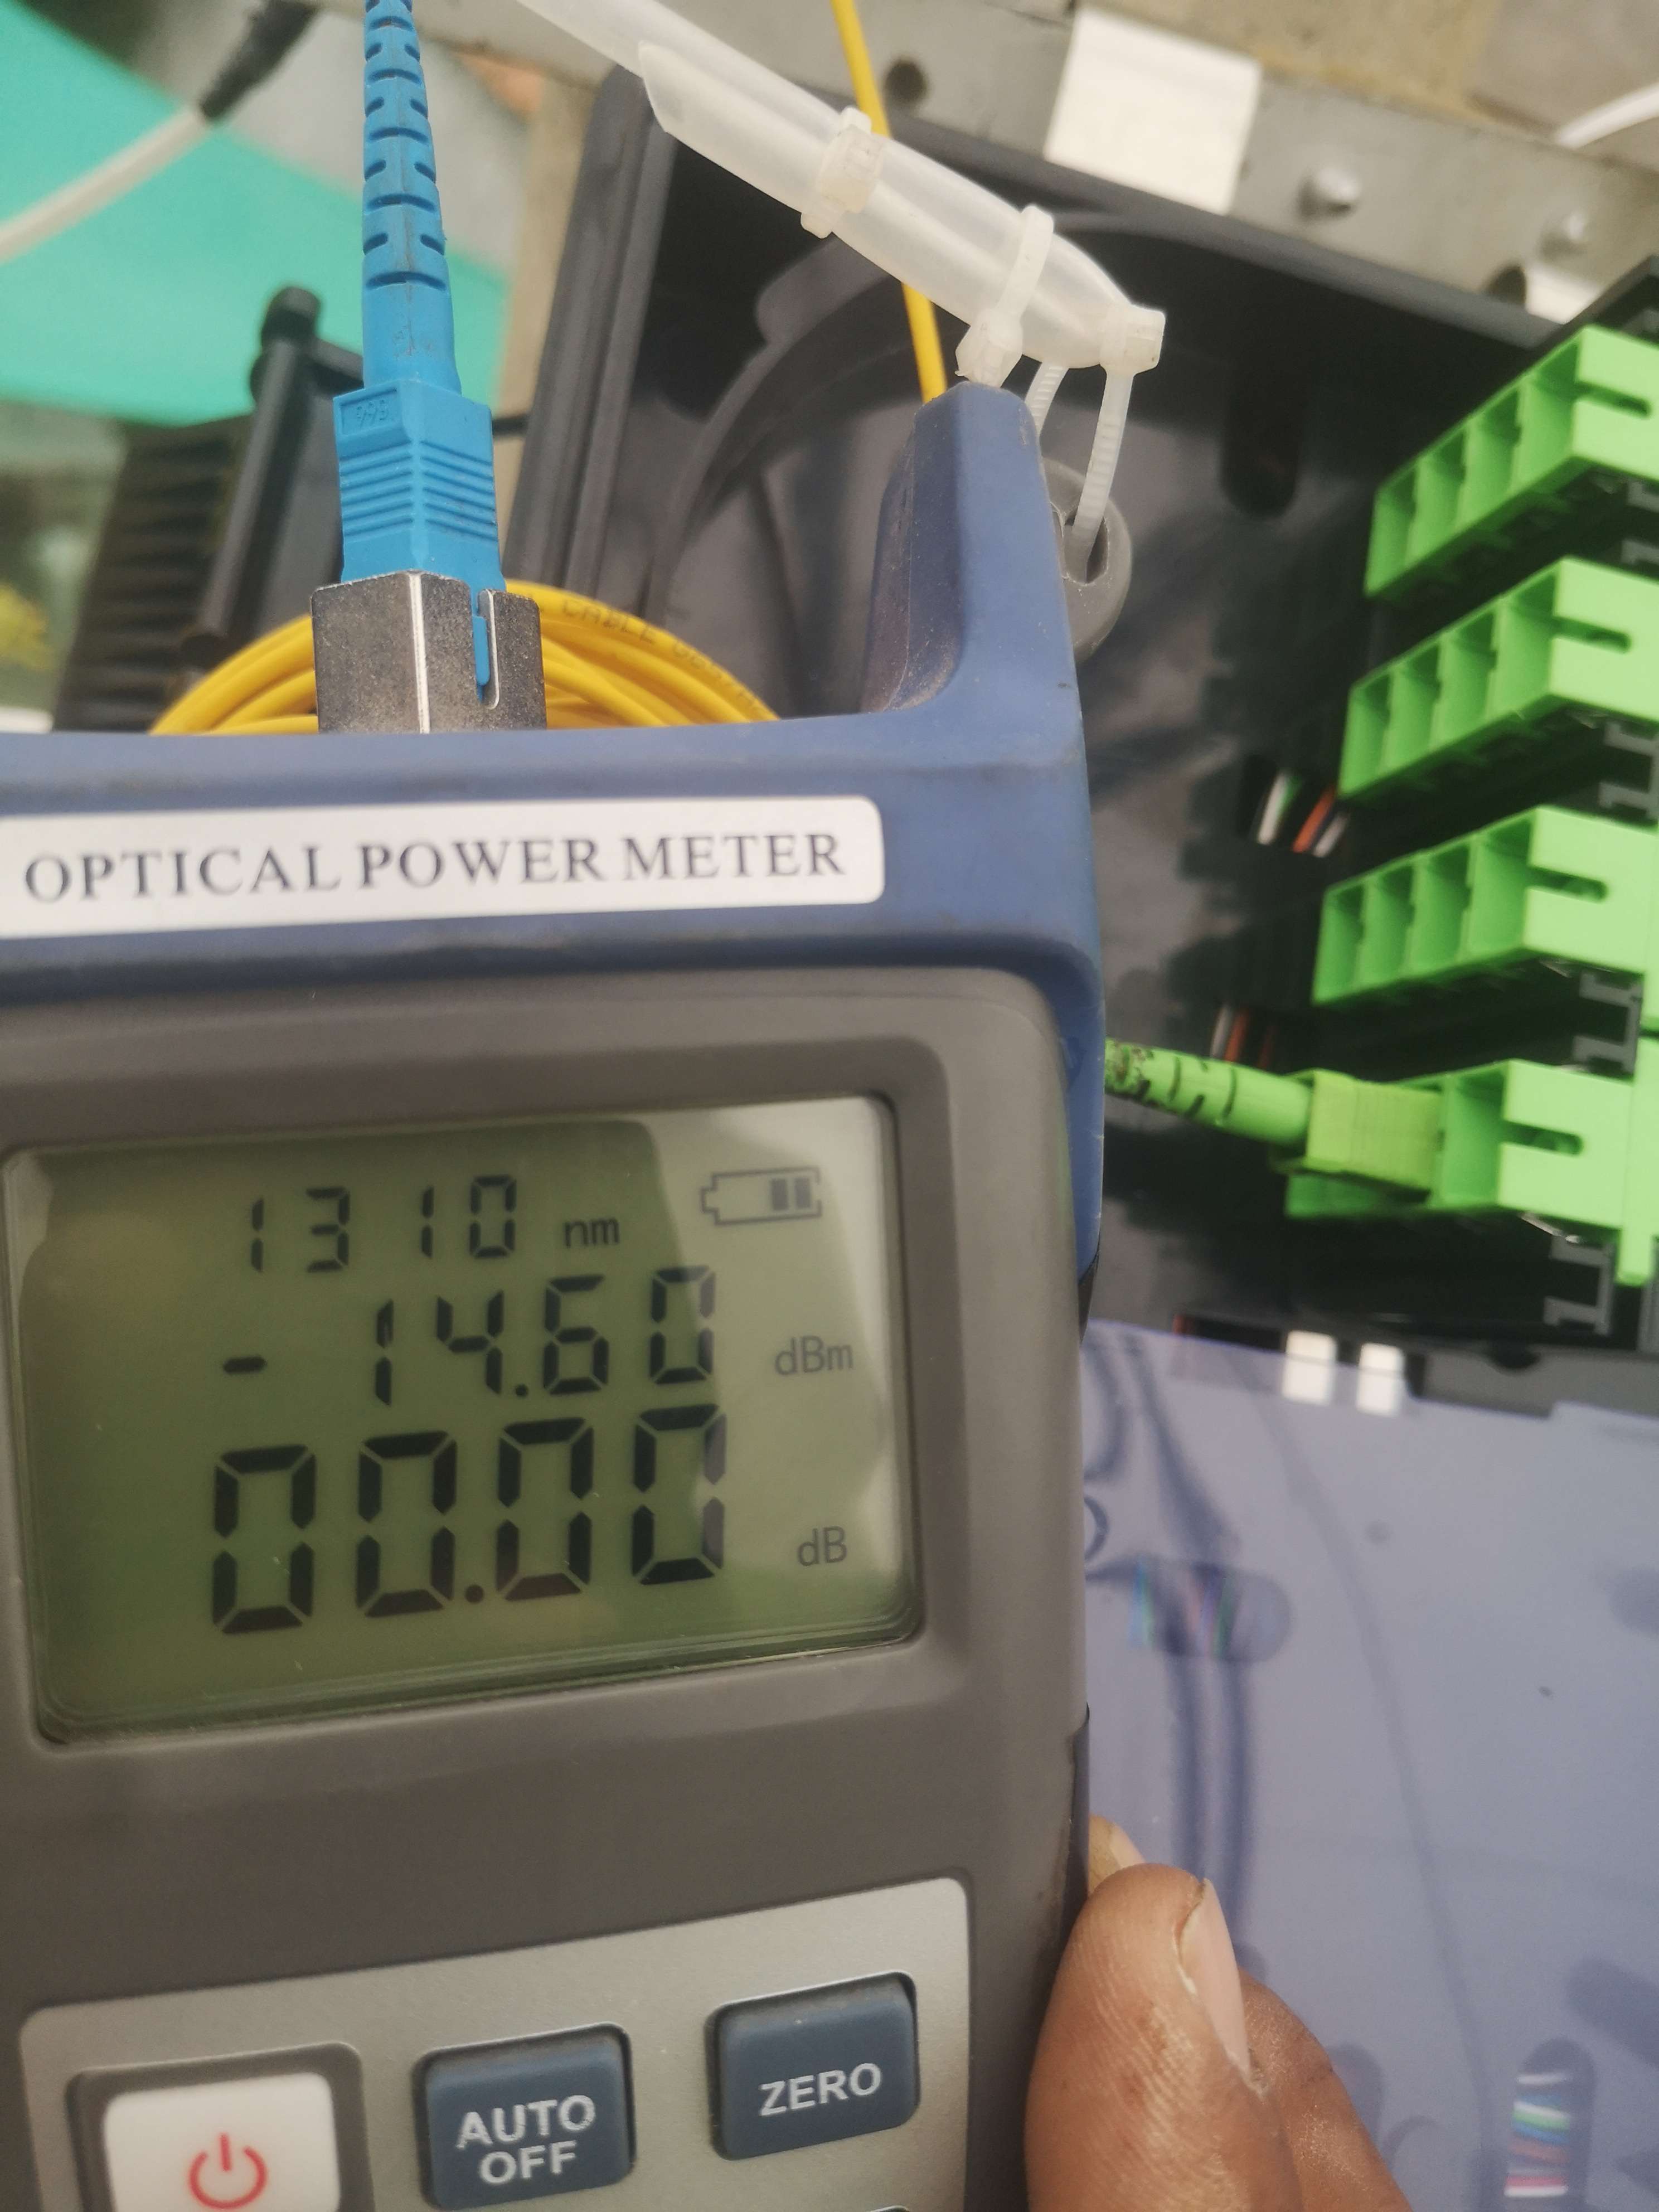 OPTICAL POWER METER
1310 nm
- 14.60 dBm
00.00 dB
AUTO
OFF
ZERO